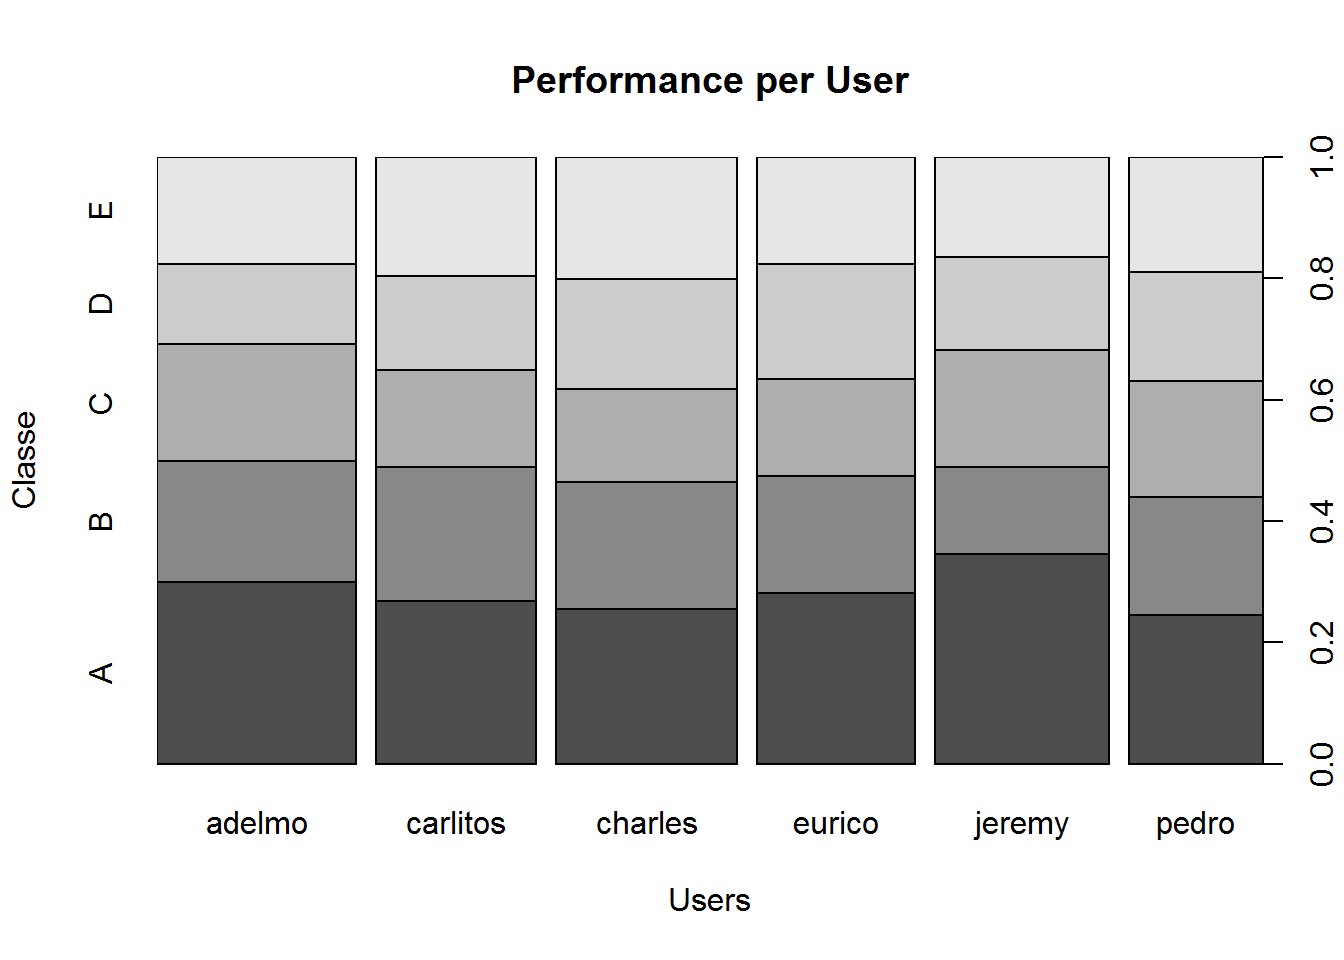 Performance per User
Classe
E
D
C
B
A
1.0
0.8
0.6
0.4
0.2
0.0
adelmo carlitos charles eurico jeremy pedro
Users